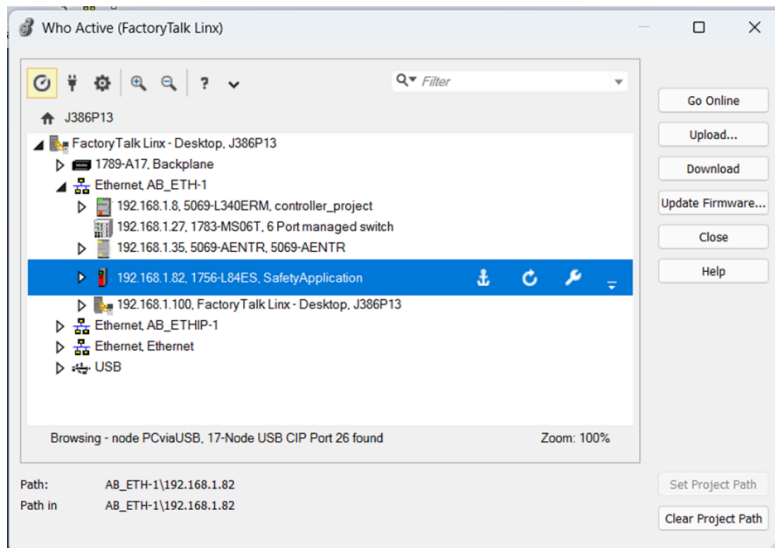 Who Active (FactoryTalk Linx)
? Filter
J386P13
FactoryTalk Linx - Desktop, J386P13
1789-A17, Backplane
Ethernet, AB_ETH-1
192.168.1.8, 5069-L340ERM, controller_project
192.168.1.27, 1783-MS06T, 6 Port managed switch
192.168.1.35, 5069-AENTR, 5069-AENTR
192.168.1.82, 1756-L84ES, SafetyApplication
192.168.1.100, FactoryTalk Linx - Desktop, J386P13
Ethernet, AB_ETHIP-1
Ethernet, Ethernet
USB
Browsing - node PCviaUSB, 17-Node USB CIP Port 26 found Zoom: 100%
Go Online
Upload...
Download
Update Firmware...
Close
Help
Path: AB_ETH-1\192.168.1.82
Path in AB_ETH-1\192.168.1.82
Set Project Path
Clear Project Path